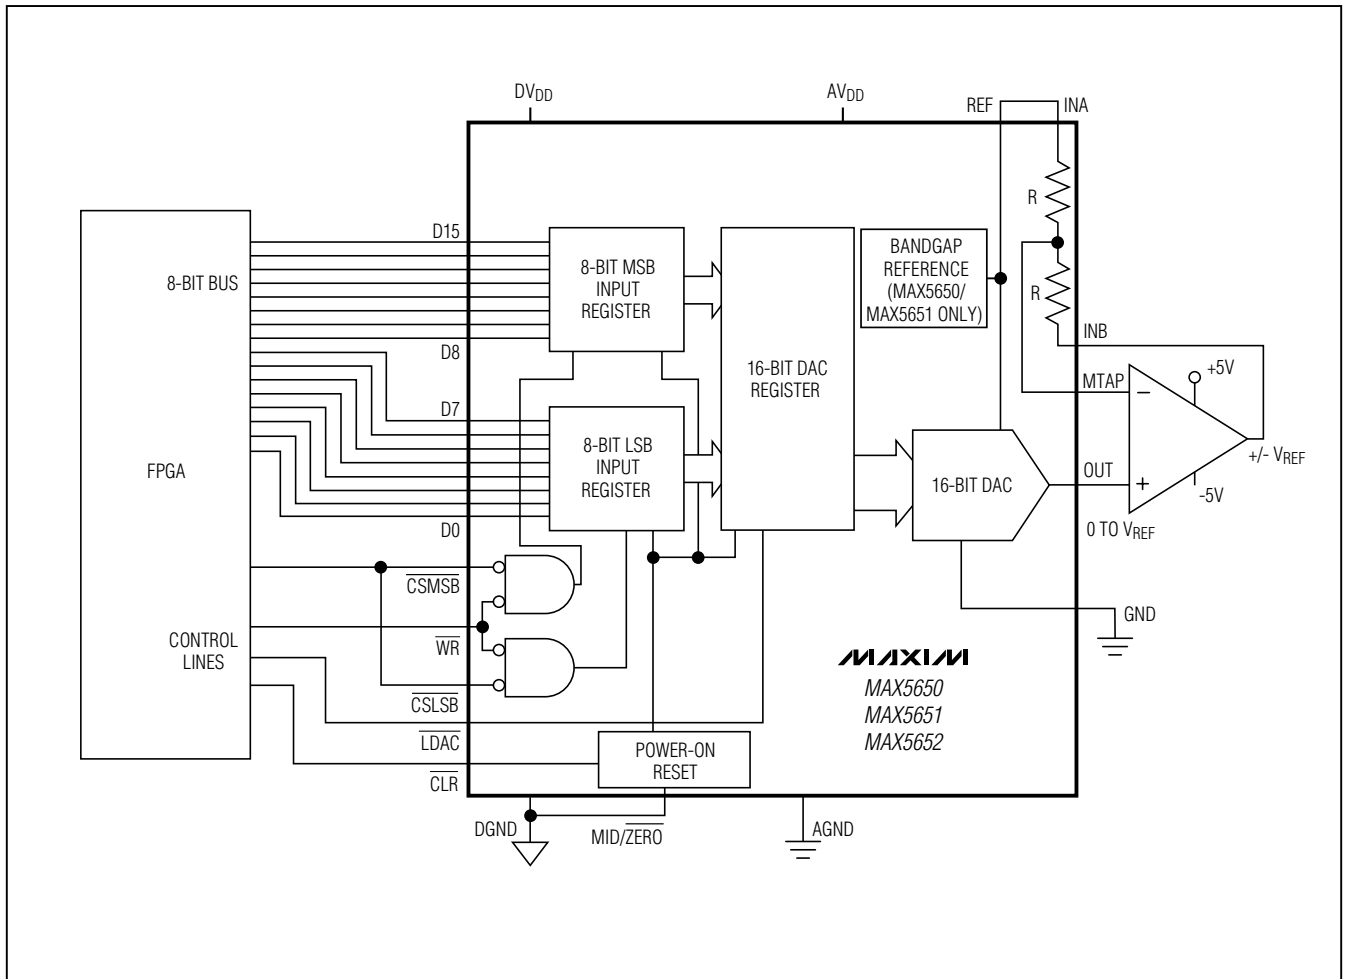 DVDD
AVDD
REF
INA
R
D15
8-BIT BUS
8-BIT MSB
INPUT
REGISTER
BANDGAP
REFERENCE
(MAX5650/
MAX5651 ONLY)
R
INB
D8
16-BIT DAC
REGISTER
MTAP
+5V
−
D7
8-BIT LSB
INPUT
REGISTER
+/- VREF
FPGA
16-BIT DAC
OUT
+
-5V
D0
0 TO VREF
CSMSB
GND
CONTROL
LINES
WR
MAXIM
MAX5650
MAX5651
MAX5652
CSLSB
LDAC
POWER-ON
RESET
CLR
DGND
MID/ZERO
AGND